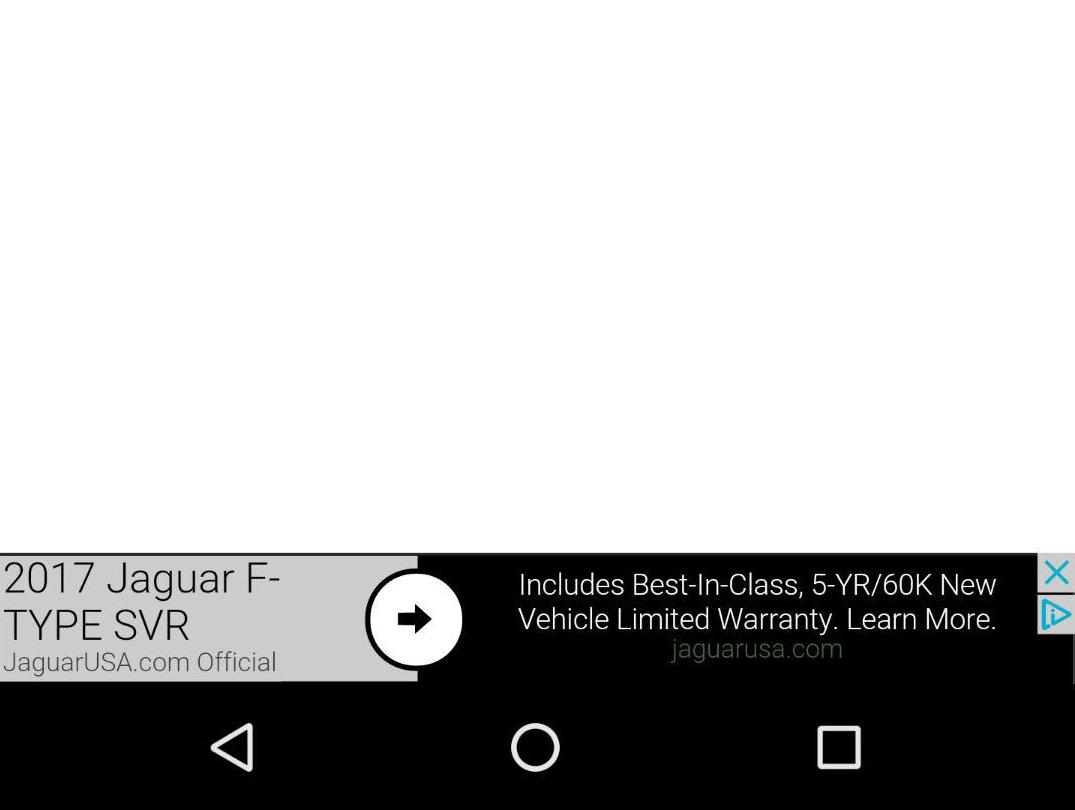 2017 Jaguar F-
TYPE SVR
JaguarUSA.com Official
Includes Best-In-Class, 5-YR/60K New
Vehicle Limited Warranty. Learn More.
jaguarusa.com